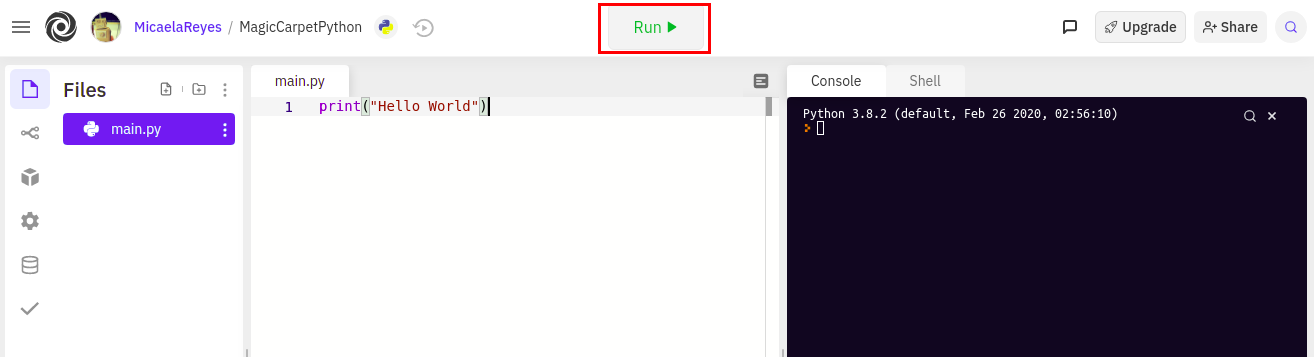 MicaelaReyes / MagicCarpetPython
Run
Upgrade
Share
Files
main.py
main.py
1 print("Hello World")
Console
Shell
Python 3.8.2 (default, Feb 26 2020, 02:56:10)
>